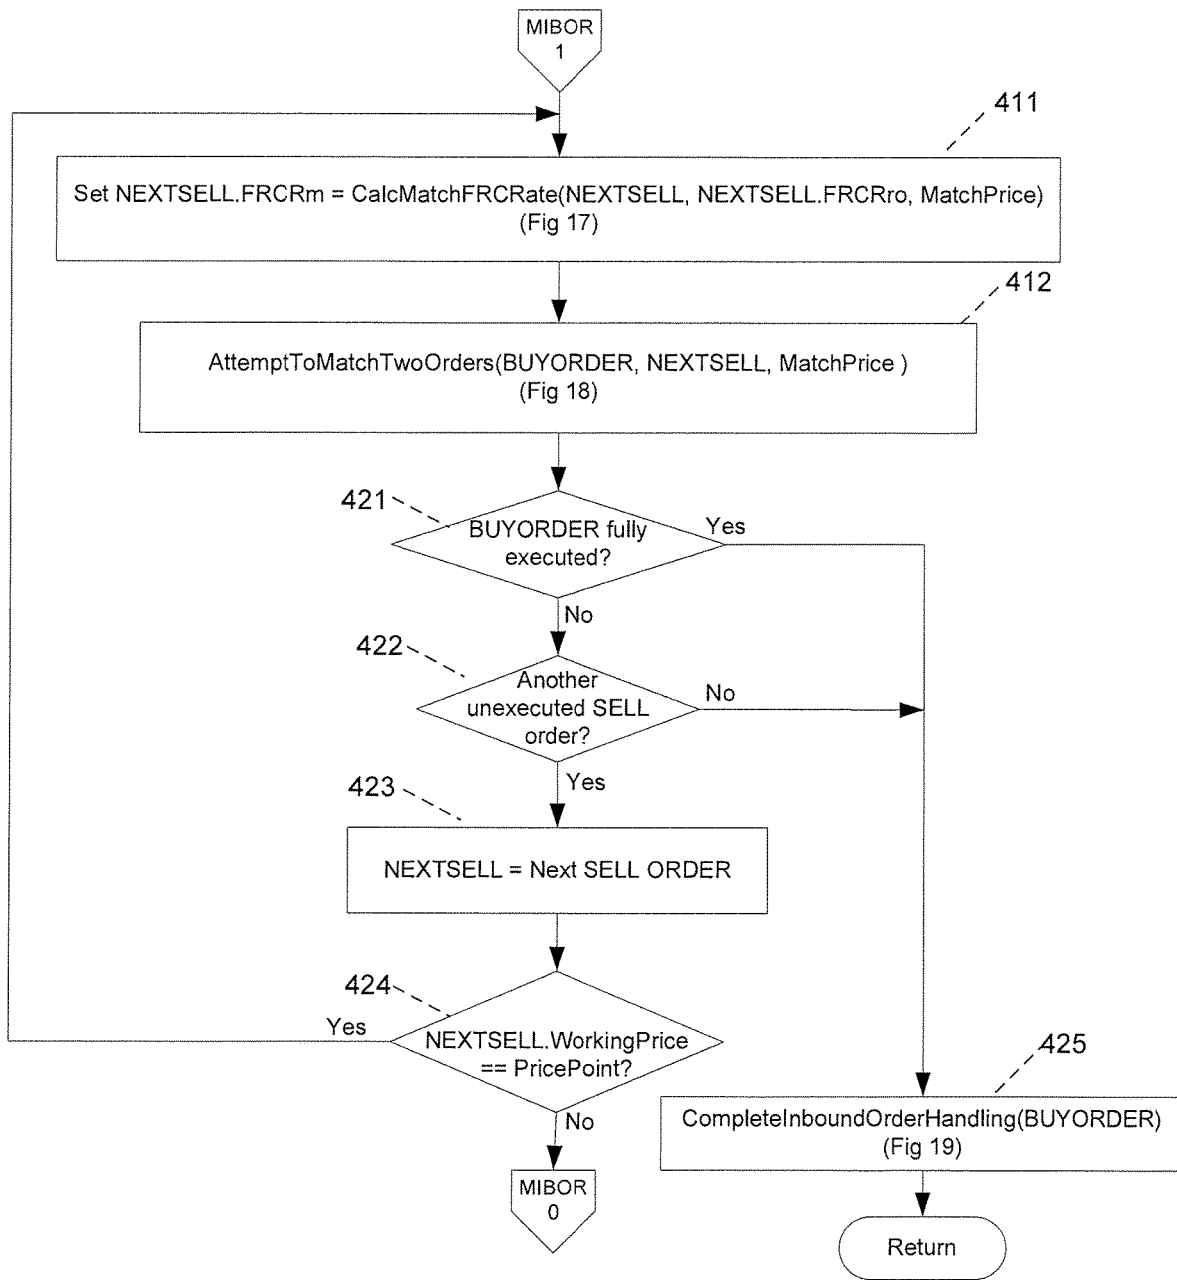 MIBOR
1
411
Set NEXTSELL.FRCRm = CalcMatchFRCRate(NEXTSELL, NEXTSELL.FRCRro, MatchPrice)
(Fig 17)
412
AttemptToMatchTwoOrders(BUYORDER, NEXTSELL, MatchPrice )
(Fig 18)
421
BUYORDER fully
executed?
Yes
No
422
Another
unexecuted SELL
order?
No
Yes
423
NEXTSELL = Next SELL ORDER
424
NEXTSELL.WorkingPrice
== PricePoint?
Yes
No
MIBOR
0
425
CompleteInboundOrderHandling(BUYORDER)
(Fig 19)
Return